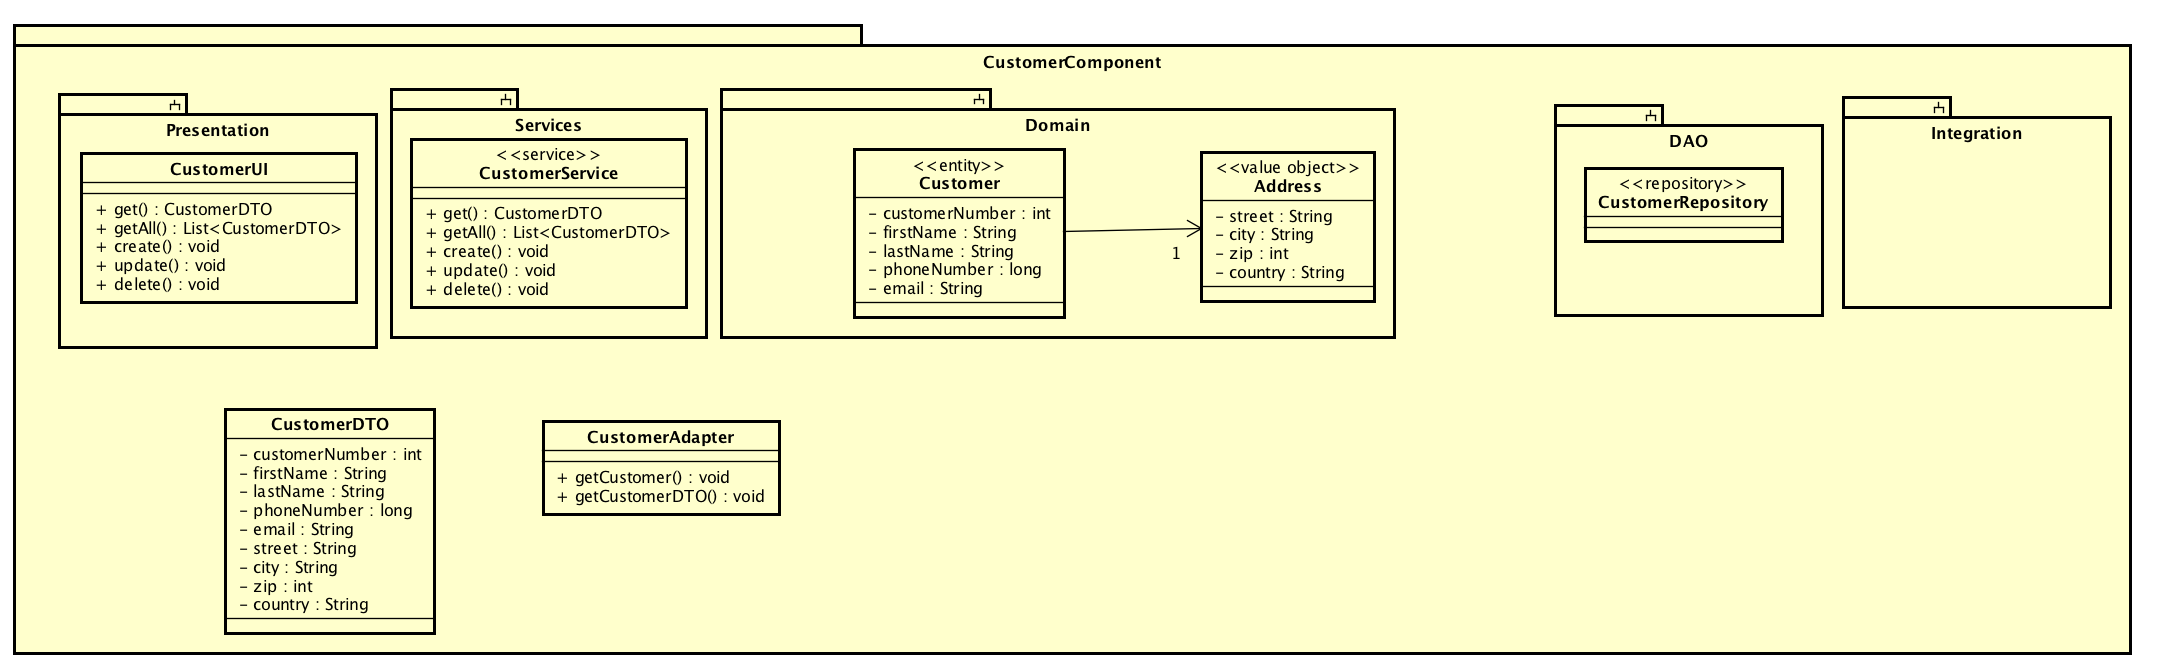 CustomerComponent
Presentation
CustomerUI
+ get() : CustomerDTO
+ getAll() : List<CustomerDTO>
+ create() : void
+ update() : void
+ delete() : void
Services
<<service>>
CustomerService
+ get() : CustomerDTO
+ getAll() : List<CustomerDTO>
+ create() : void
+ update() : void
+ delete() : void
Domain
<<entity>>
Customer
- customerNumber : int
- firstName : String
- lastName : String
- phoneNumber : long
- email : String
1
<<value object>>
Address
- street : String
- city : String
- zip : int
- country : String
DAO
<<repository>>
CustomerRepository
Integration
CustomerDTO
- customerNumber : int
- firstName : String
- lastName : String
- phoneNumber : long
- email : String
- street : String
- city : String
- zip : int
- country : String
CustomerAdapter
+ getCustomer() : void
+ getCustomerDTO() : void